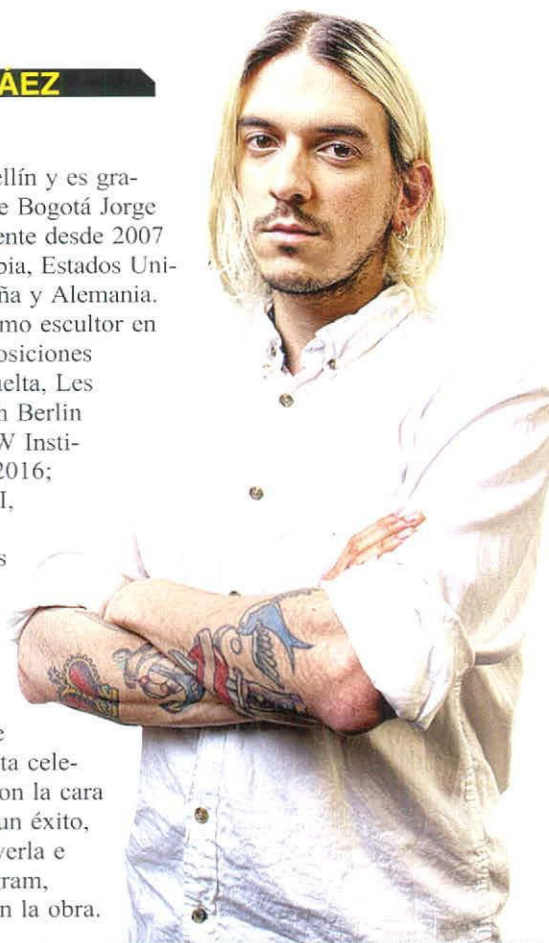 ÁEZ
ellín y es gra-
e Bogotá Jorge
ente desde 2007
bia, Estados Uni-
ña y Alemania.
mo escultor en
posiciones
uelta, Les
n Berlin
W Insti-
2016;
I,
s
e
ta cele-
on la cara
un éxito,
verla e
gram,
n la obra.